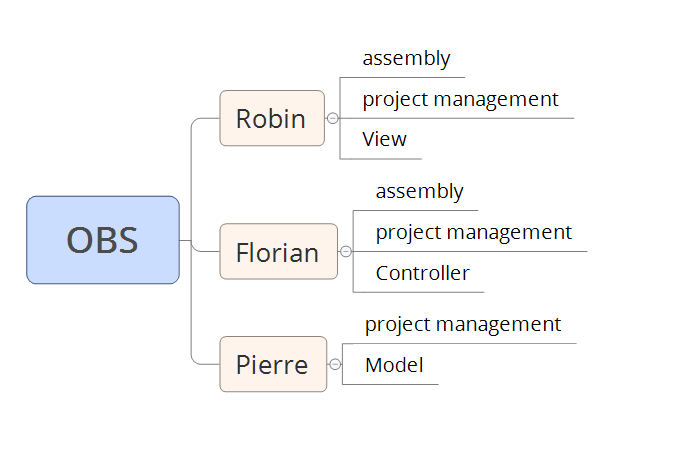 OBS
Robin
assembly
project management
View
Florian
assembly
project management
Controller
Pierre
project management
Model